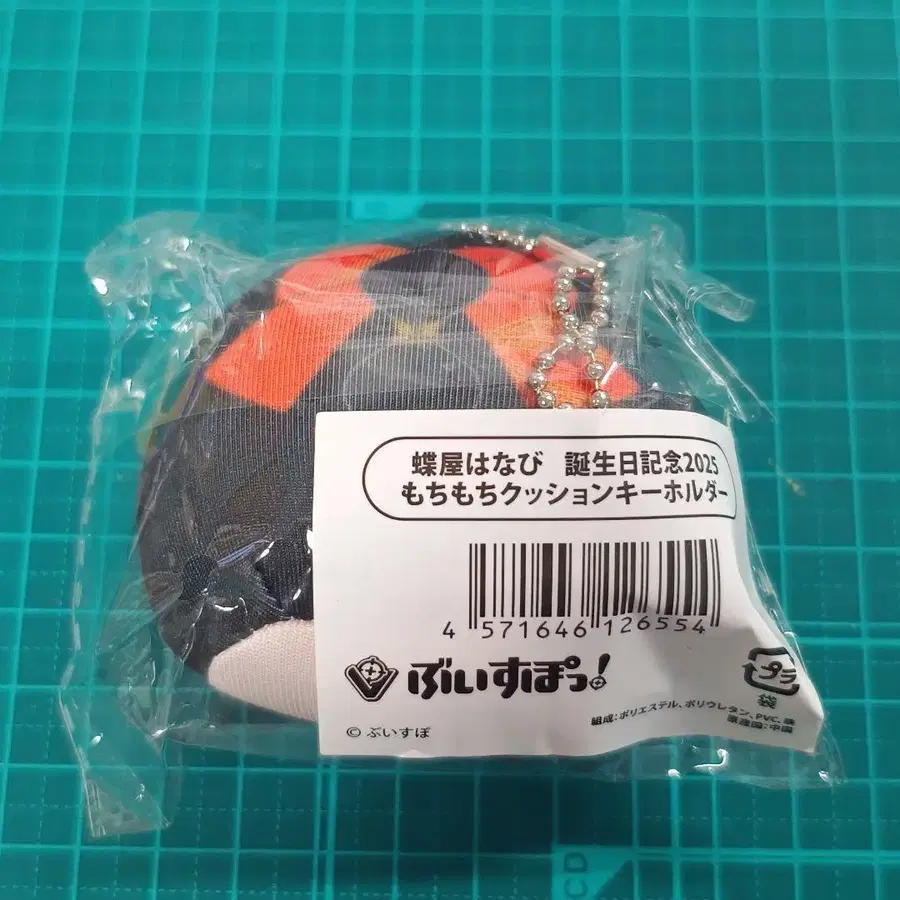 蝶屋はなび 誕生日記念2025
もちもちクッションキーホルダー
4 571646 126554
ぶいすぽっ!
プラ
袋
© ぶいすぽ
組成:ポリエステル、ポリウレタン、PVC、鉄
原産国:中国
CD